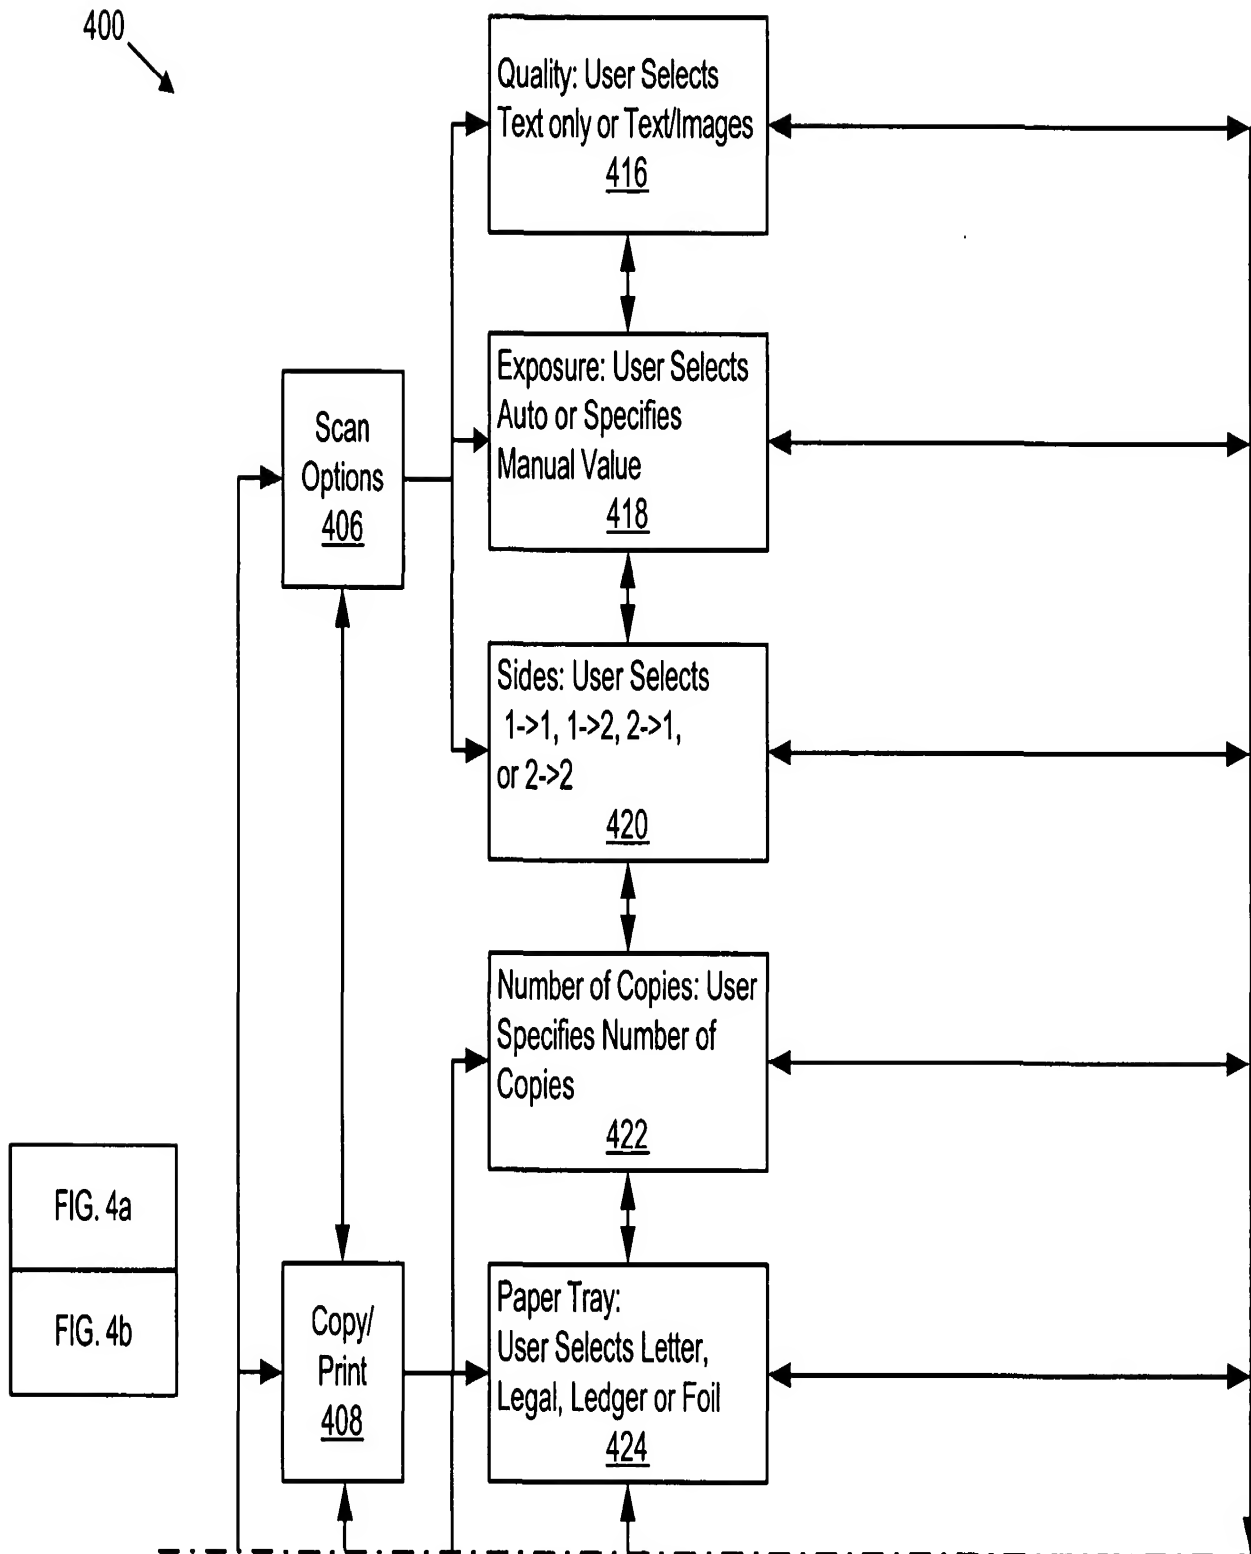 400
Quality: User Selects
Text only or Text/Images
416
Exposure: User Selects
Auto or Specifies
Manual Value
418
Scan
Options
406
Sides: User Selects
1->1, 1->2, 2->1,
or 2->2
420
Number of Copies: User
Specifies Number of
Copies
422
FIG. 4a
FIG. 4b
Copy/
Print
408
Paper Tray:
User Selects Letter,
Legal, Ledger or Foil
424